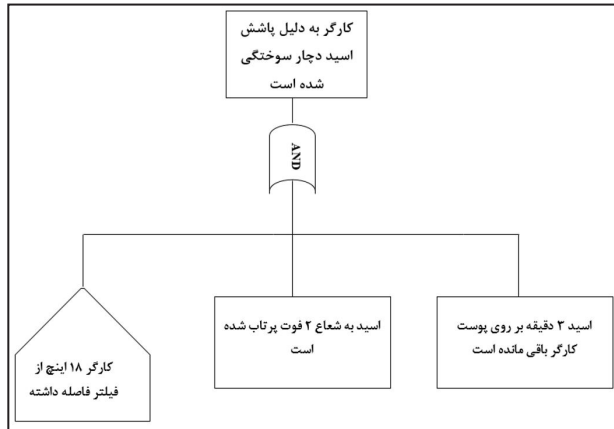 کارگر به دلیل پاشش
اسید دچار سوختگی
شده است
AND
اسید ۳ دقیقه بر روی پوست
کارگر باقی مانده است
اسید به شعاع ۲ فوت پرتاب شده
است
کارگر ۱۸ اینچ از
فیلتر فاصله داشته